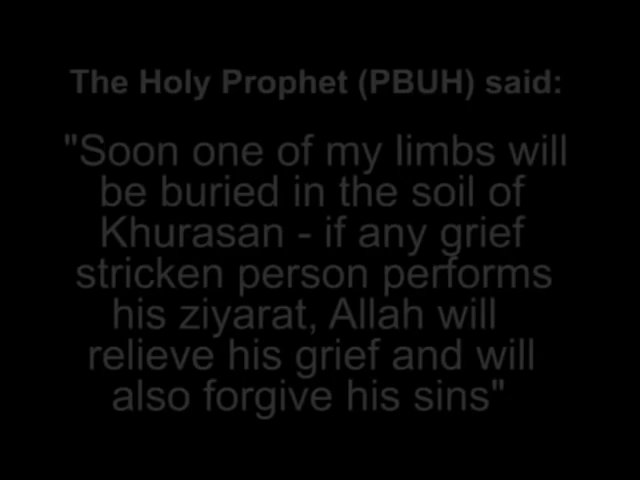 The Holy Prophet (PBUH) said:
"Soon one of my limbs will
be buried in the soil of
Khurasan - if any grief
stricken person performs
his ziyarat, Allah will
relieve his grief and will
also forgive his sins"